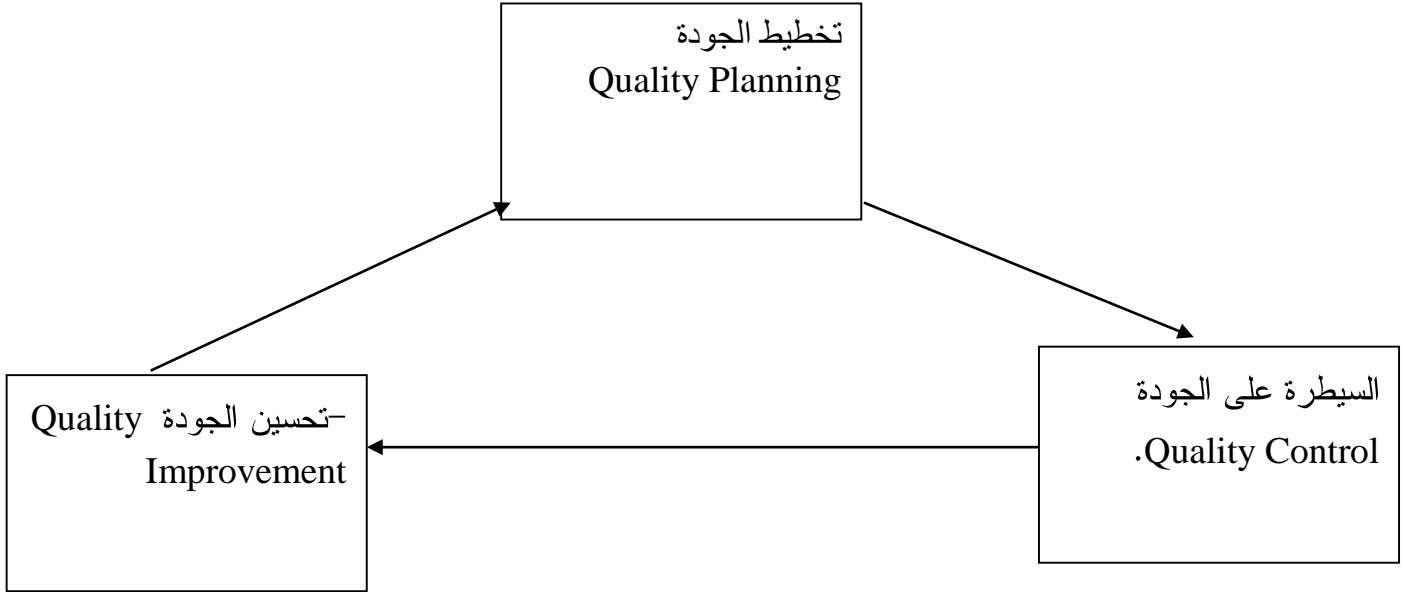 تخطيط الجودة
Quality Planning
السيطرة على الجودة
Quality Control.
-تحسين الجودة Quality
Improvement